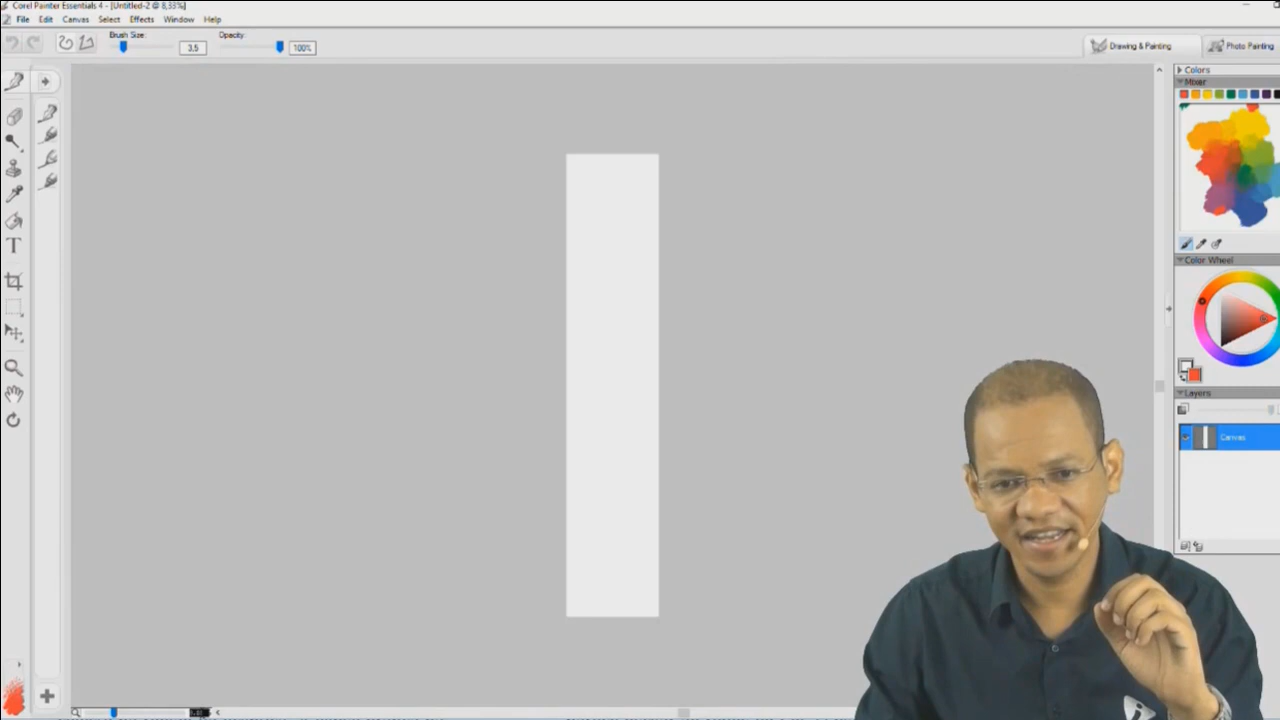 Corel Painter Essentials 4 - [Untitled-2 @ 8,33%]
File Edit Canvas Select Effects Window Help
Brush Size: 3,5 Opacity: 100%
Drawing & Painting Photo Painting
Colors
Mixer
T
Color Wheel
Layers
Canvas